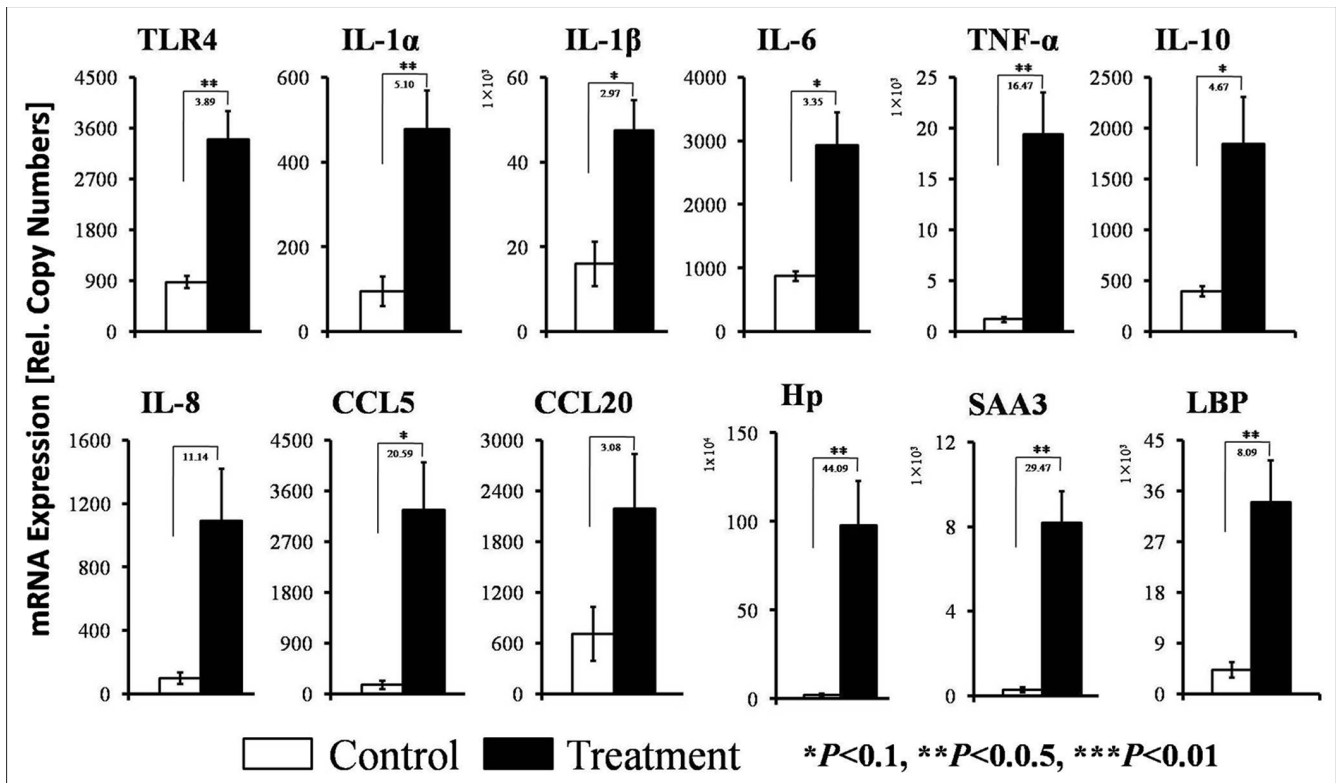 TLR4 IL-1α IL-1β IL-6 TNF-α IL-10
mRNA Expression [Rel. Copy Numbers]
4500 3600 2700 1800 900 0
** 3.89
600 400 200 0
** 5.10
1×10³
60 40 20 0
* 2.97
4000 3000 2000 1000 0
* 3.35
1×10³
25 20 15 10 5 0
** 16.47
2500 2000 1500 1000 500 0
* 4.67
IL-8 CCL5 CCL20 Hp SAA3 LBP
1600 1200 800 400 0
11.14
4500 3600 2700 1800 900 0
* 20.59
3000 2400 1800 1200 600 0
3.08
1x10⁴
150 100 50 0
** 44.09
1×10³
12 8 4 0
** 29.47
1×10³
45 36 27 18 9 0
** 8.09
Control Treatment *P<0.1, **P<0.0.5, ***P<0.01